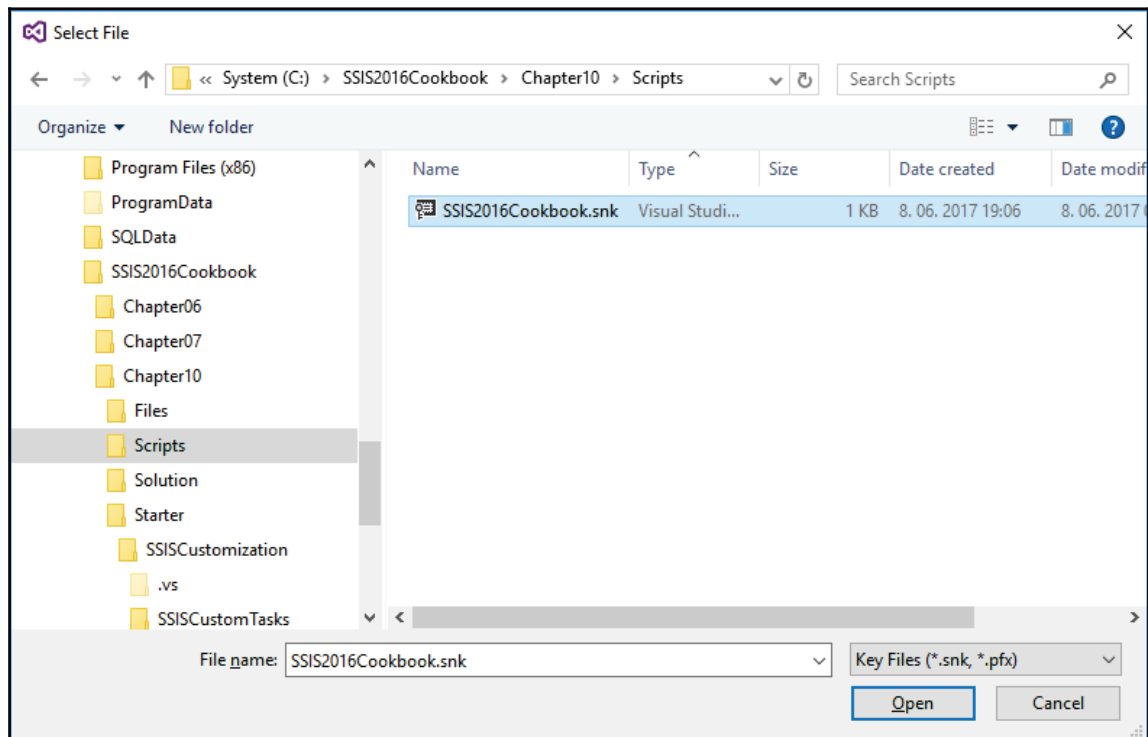 Select File
« System (C:) › SSIS2016Cookbook › Chapter10 › Scripts
Search Scripts
Organize
New folder
Program Files (x86)
ProgramData
SQLData
SSIS2016Cookbook
Chapter06
Chapter07
Chapter10
Files
Scripts
Solution
Starter
SSISCustomization
.vs
SSISCustomTasks
Name Type Size Date created Date modif
SSIS2016Cookbook.snk Visual Studi... 1 KB 8. 06. 2017 19:06 8. 06. 2017
File name: SSIS2016Cookbook.snk
Key Files (*.snk, *.pfx)
Open Cancel